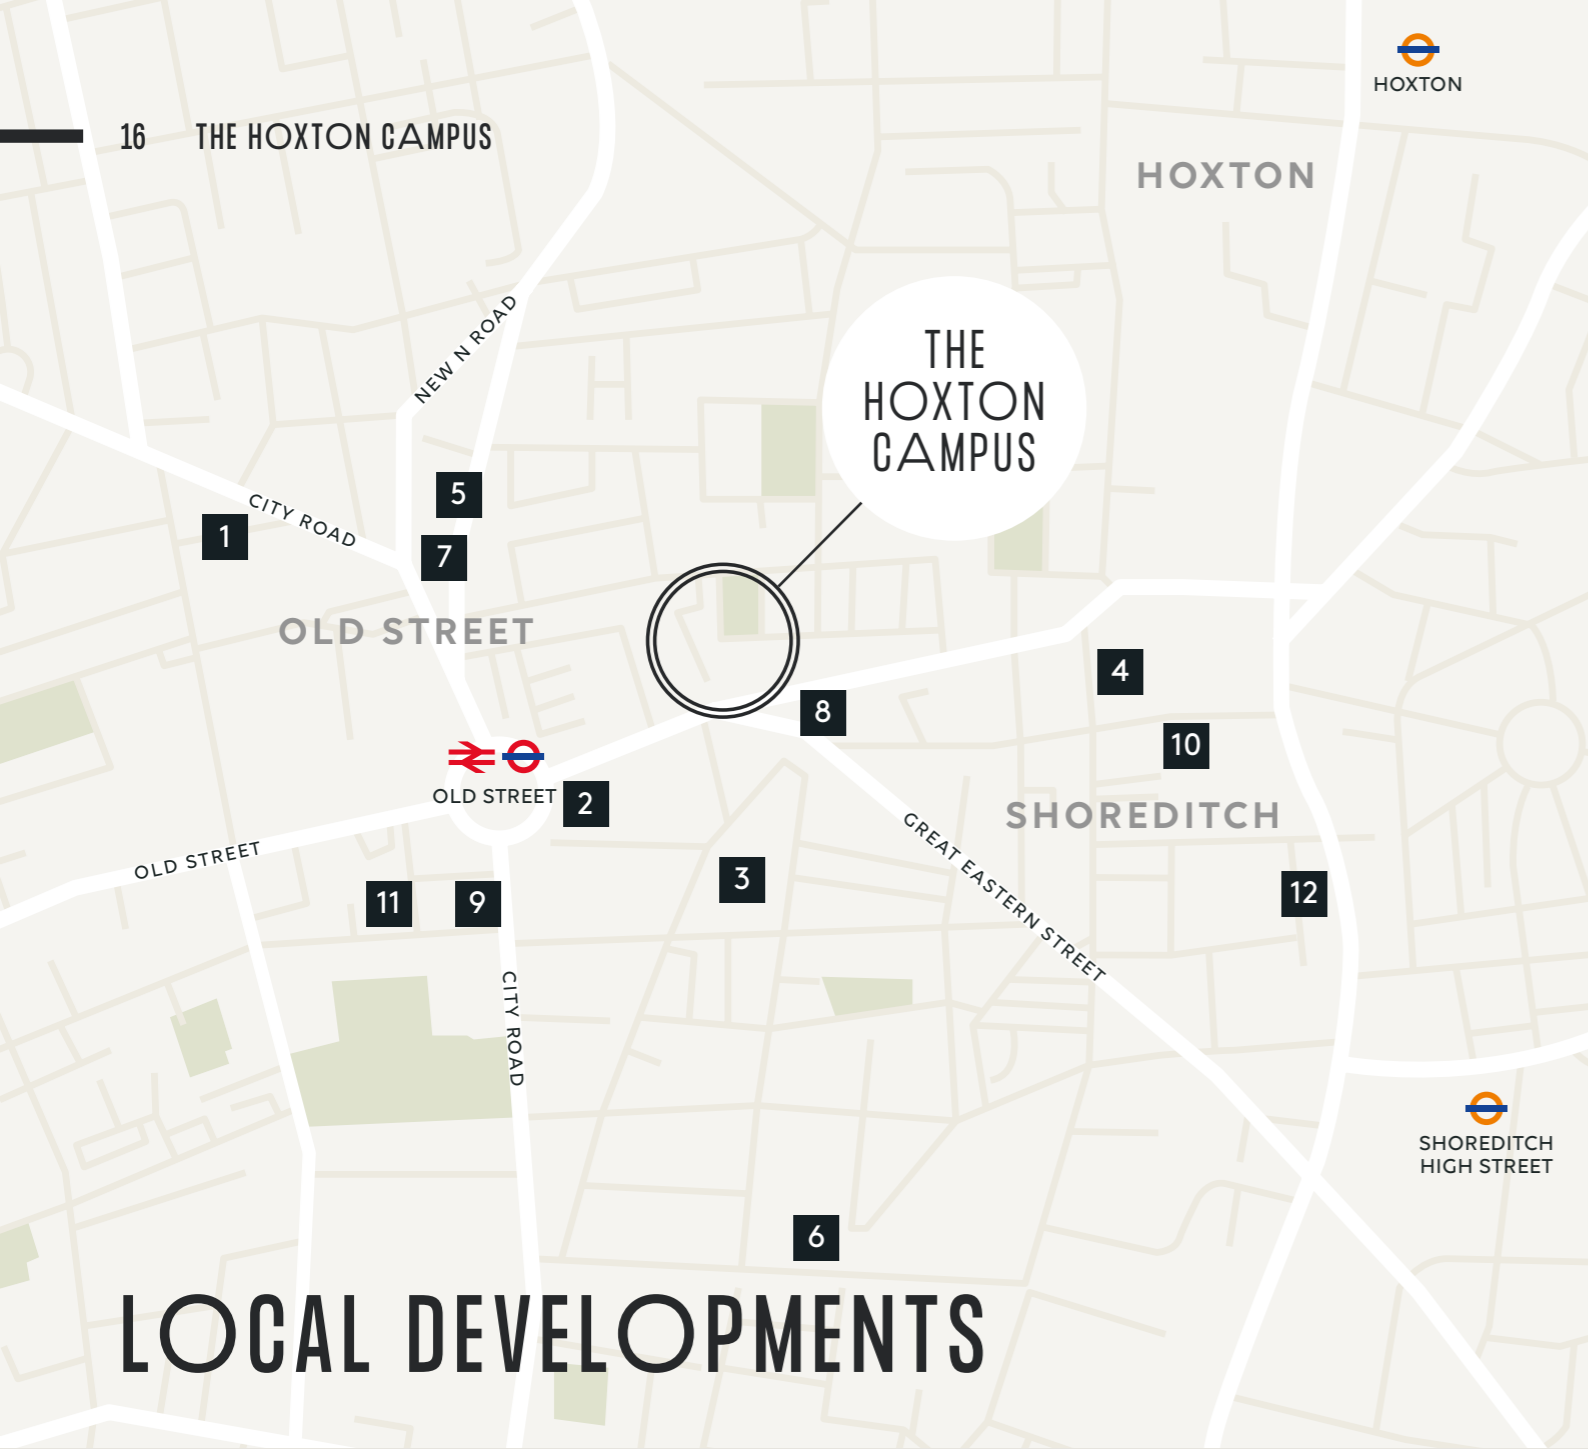 HOXTON
16 THE HOXTON CAMPUS
HOXTON
NEW N ROAD
THE
HOXTON
CAMPUS
5
CITY ROAD
1
7
OLD STREET
4
8
10
OLD STREET
2
SHOREDITCH
GREAT EASTERN STREET
OLD STREET
3
12
11
9
CITY ROAD
SHOREDITCH
HIGH STREET
6
LOCAL DEVELOPMENTS